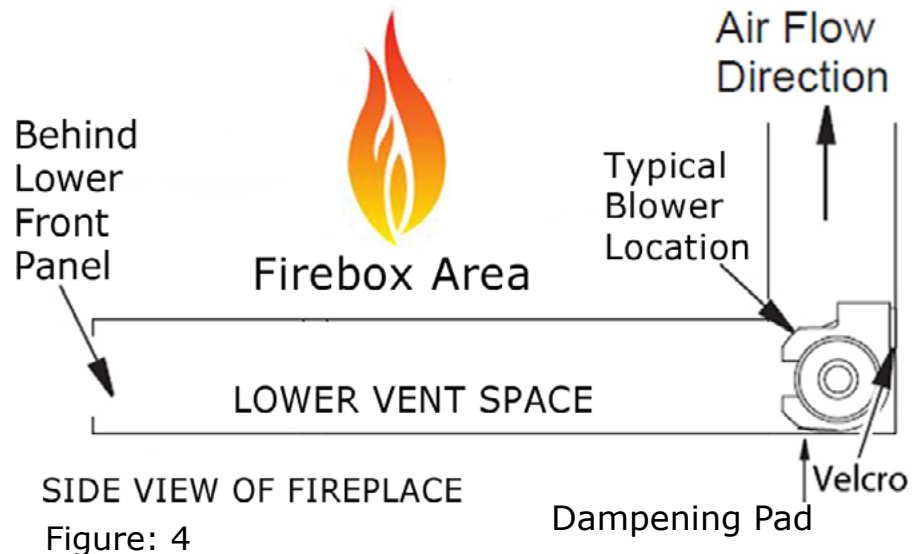 Air Flow
Direction
Behind
Lower
Front
Panel
Typical
Blower
Location
Firebox Area
LOWER VENT SPACE
Velcro
SIDE VIEW OF FIREPLACE
Dampening Pad
Figure: 4